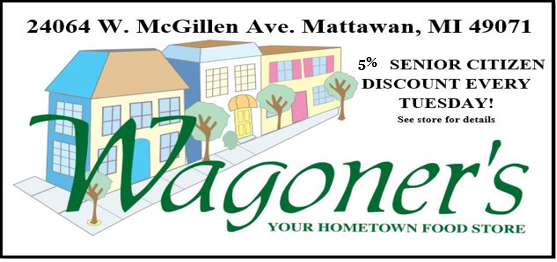 24064 W. McGillen Ave. Mattawan, MI 49071
5% SENIOR CITIZEN
DISCOUNT EVERY
TUESDAY!
See store for details
Wagoner's
YOUR HOMETOWN FOOD STORE